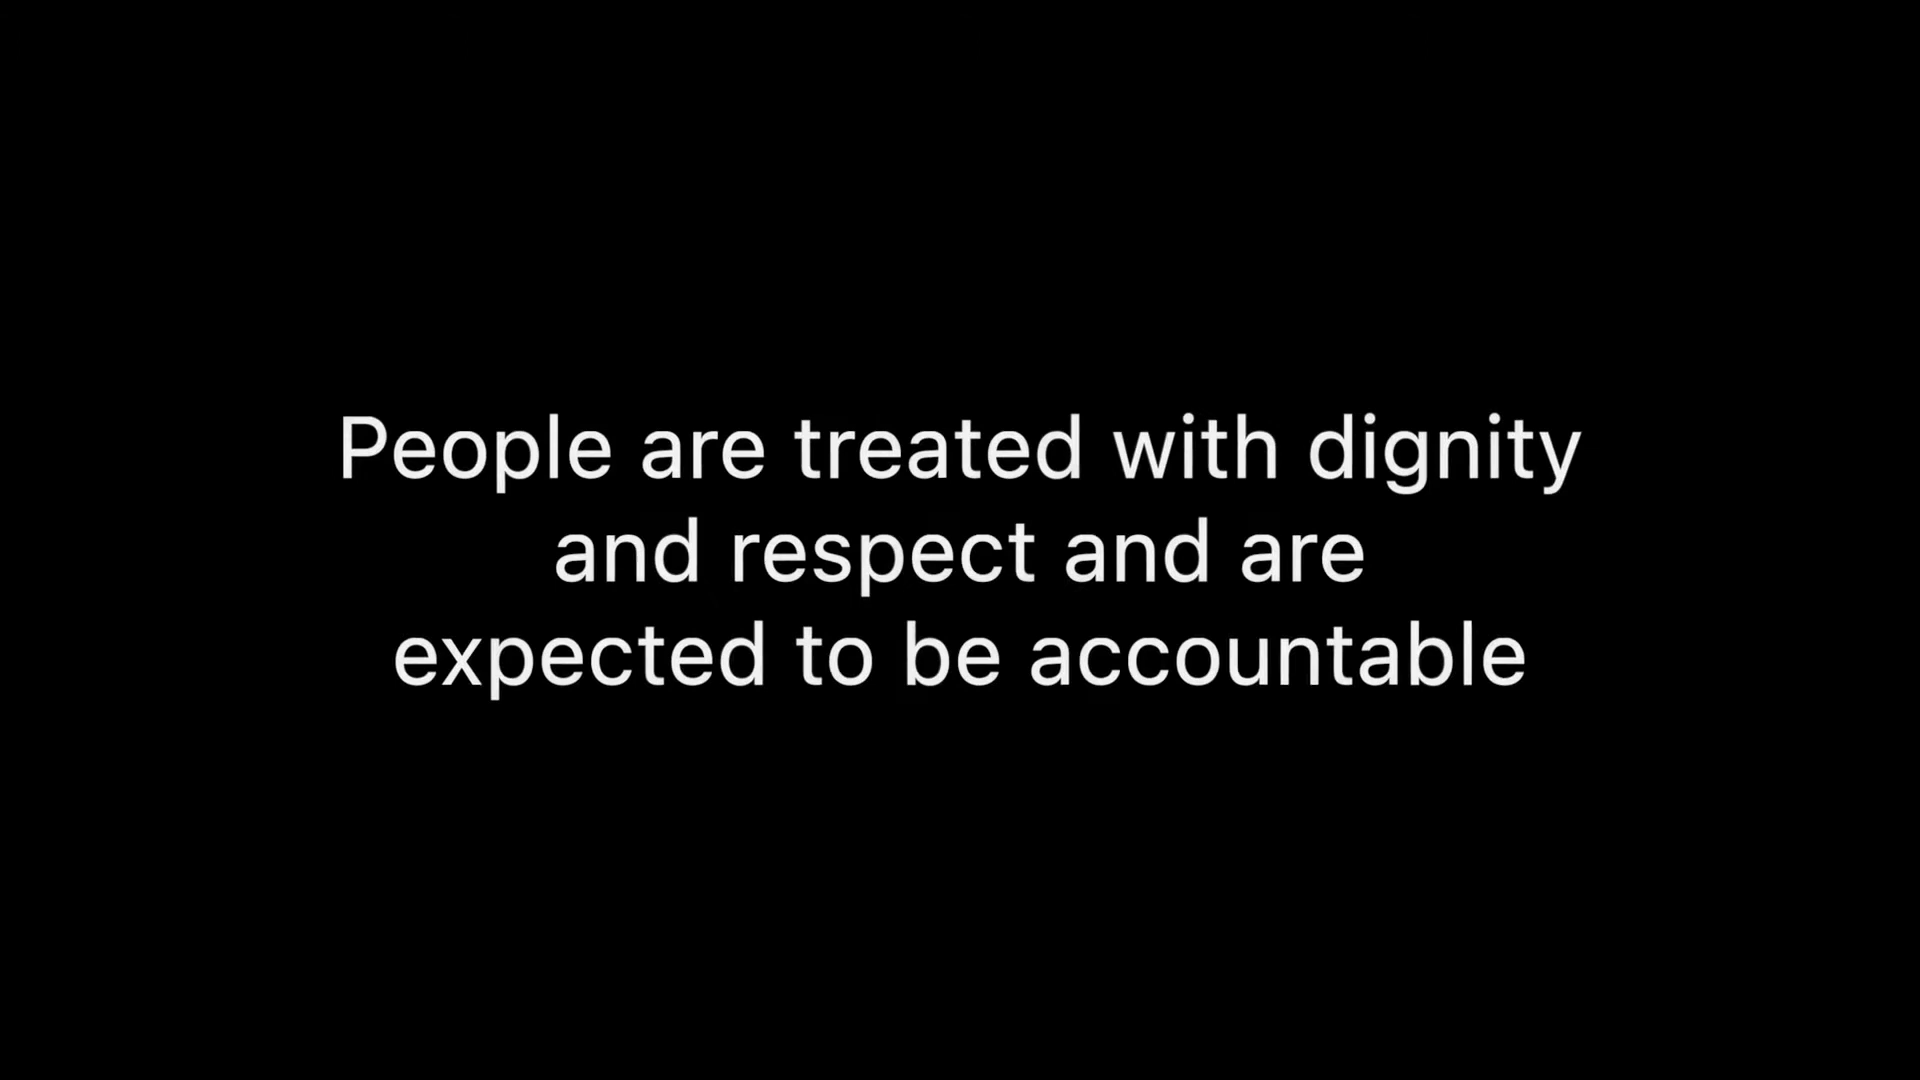 People are treated with dignity
and respect and are
expected to be accountable